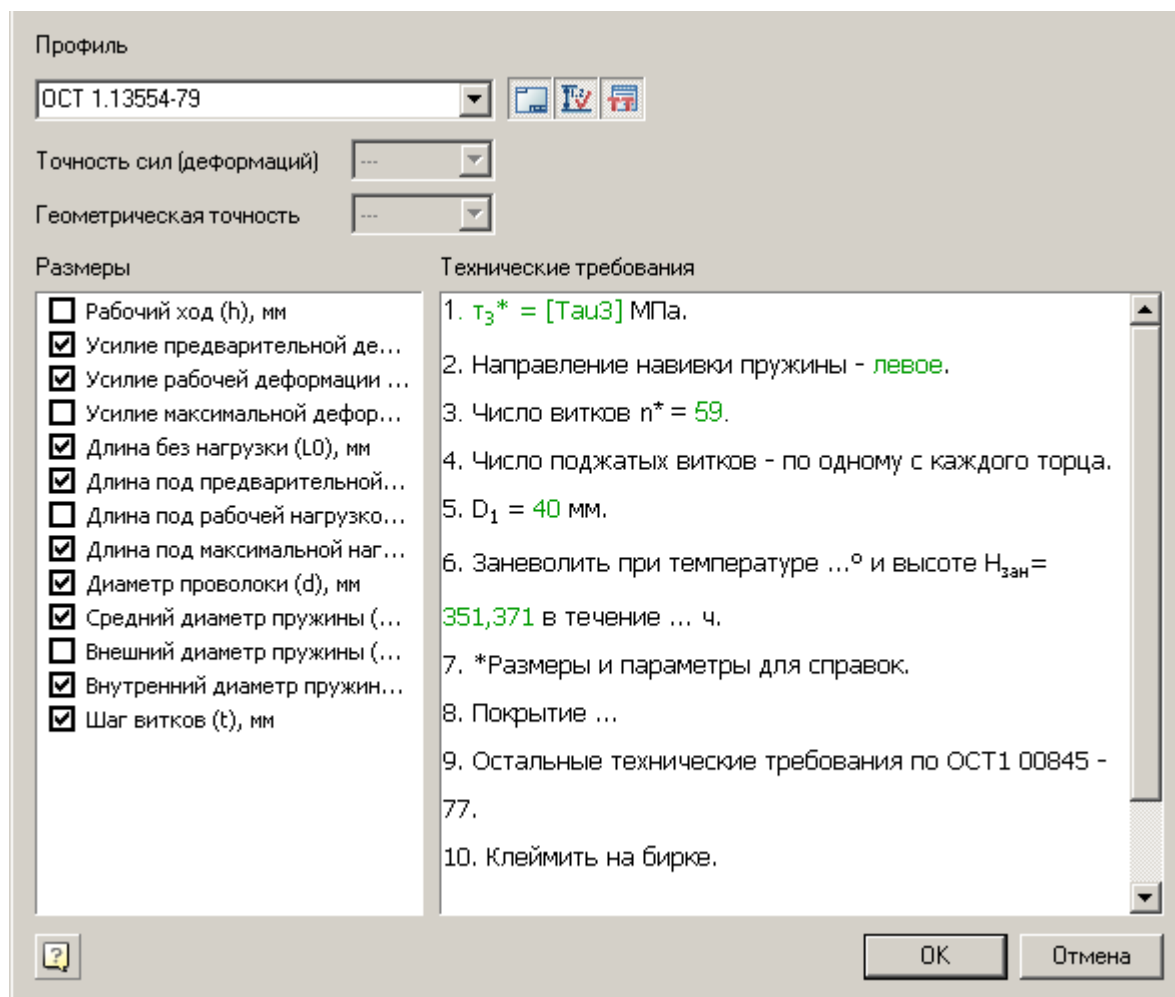 Профиль
ОСТ 1.13554-79
Точность сил (деформаций)
---
Геометрическая точность
---
Размеры
Рабочий ход (h), мм
Усилие предварительной де...
Усилие рабочей деформации ...
Усилие максимальной дефор...
Длина без нагрузки (L0), мм
Длина под предварительной...
Длина под рабочей нагрузко...
Длина под максимальной наг...
Диаметр проволоки (d), мм
Средний диаметр пружины (...
Внешний диаметр пружины (...
Внутренний диаметр пружин...
Шаг витков (t), мм
Технические требования
1. τ₃* = [Tau3] МПа.
2. Направление навивки пружины - левое.
3. Число витков n* = 59.
4. Число поджатых витков - по одному с каждого торца.
5. D₁ = 40 мм.
6. Заневолить при температуре ...° и высоте Hзан=
351,371 в течение ... ч.
7. *Размеры и параметры для справок.
8. Покрытие ...
9. Остальные технические требования по ОСТ1 00845 -
77.
10. Клеймить на бирке.
OK
Отмена